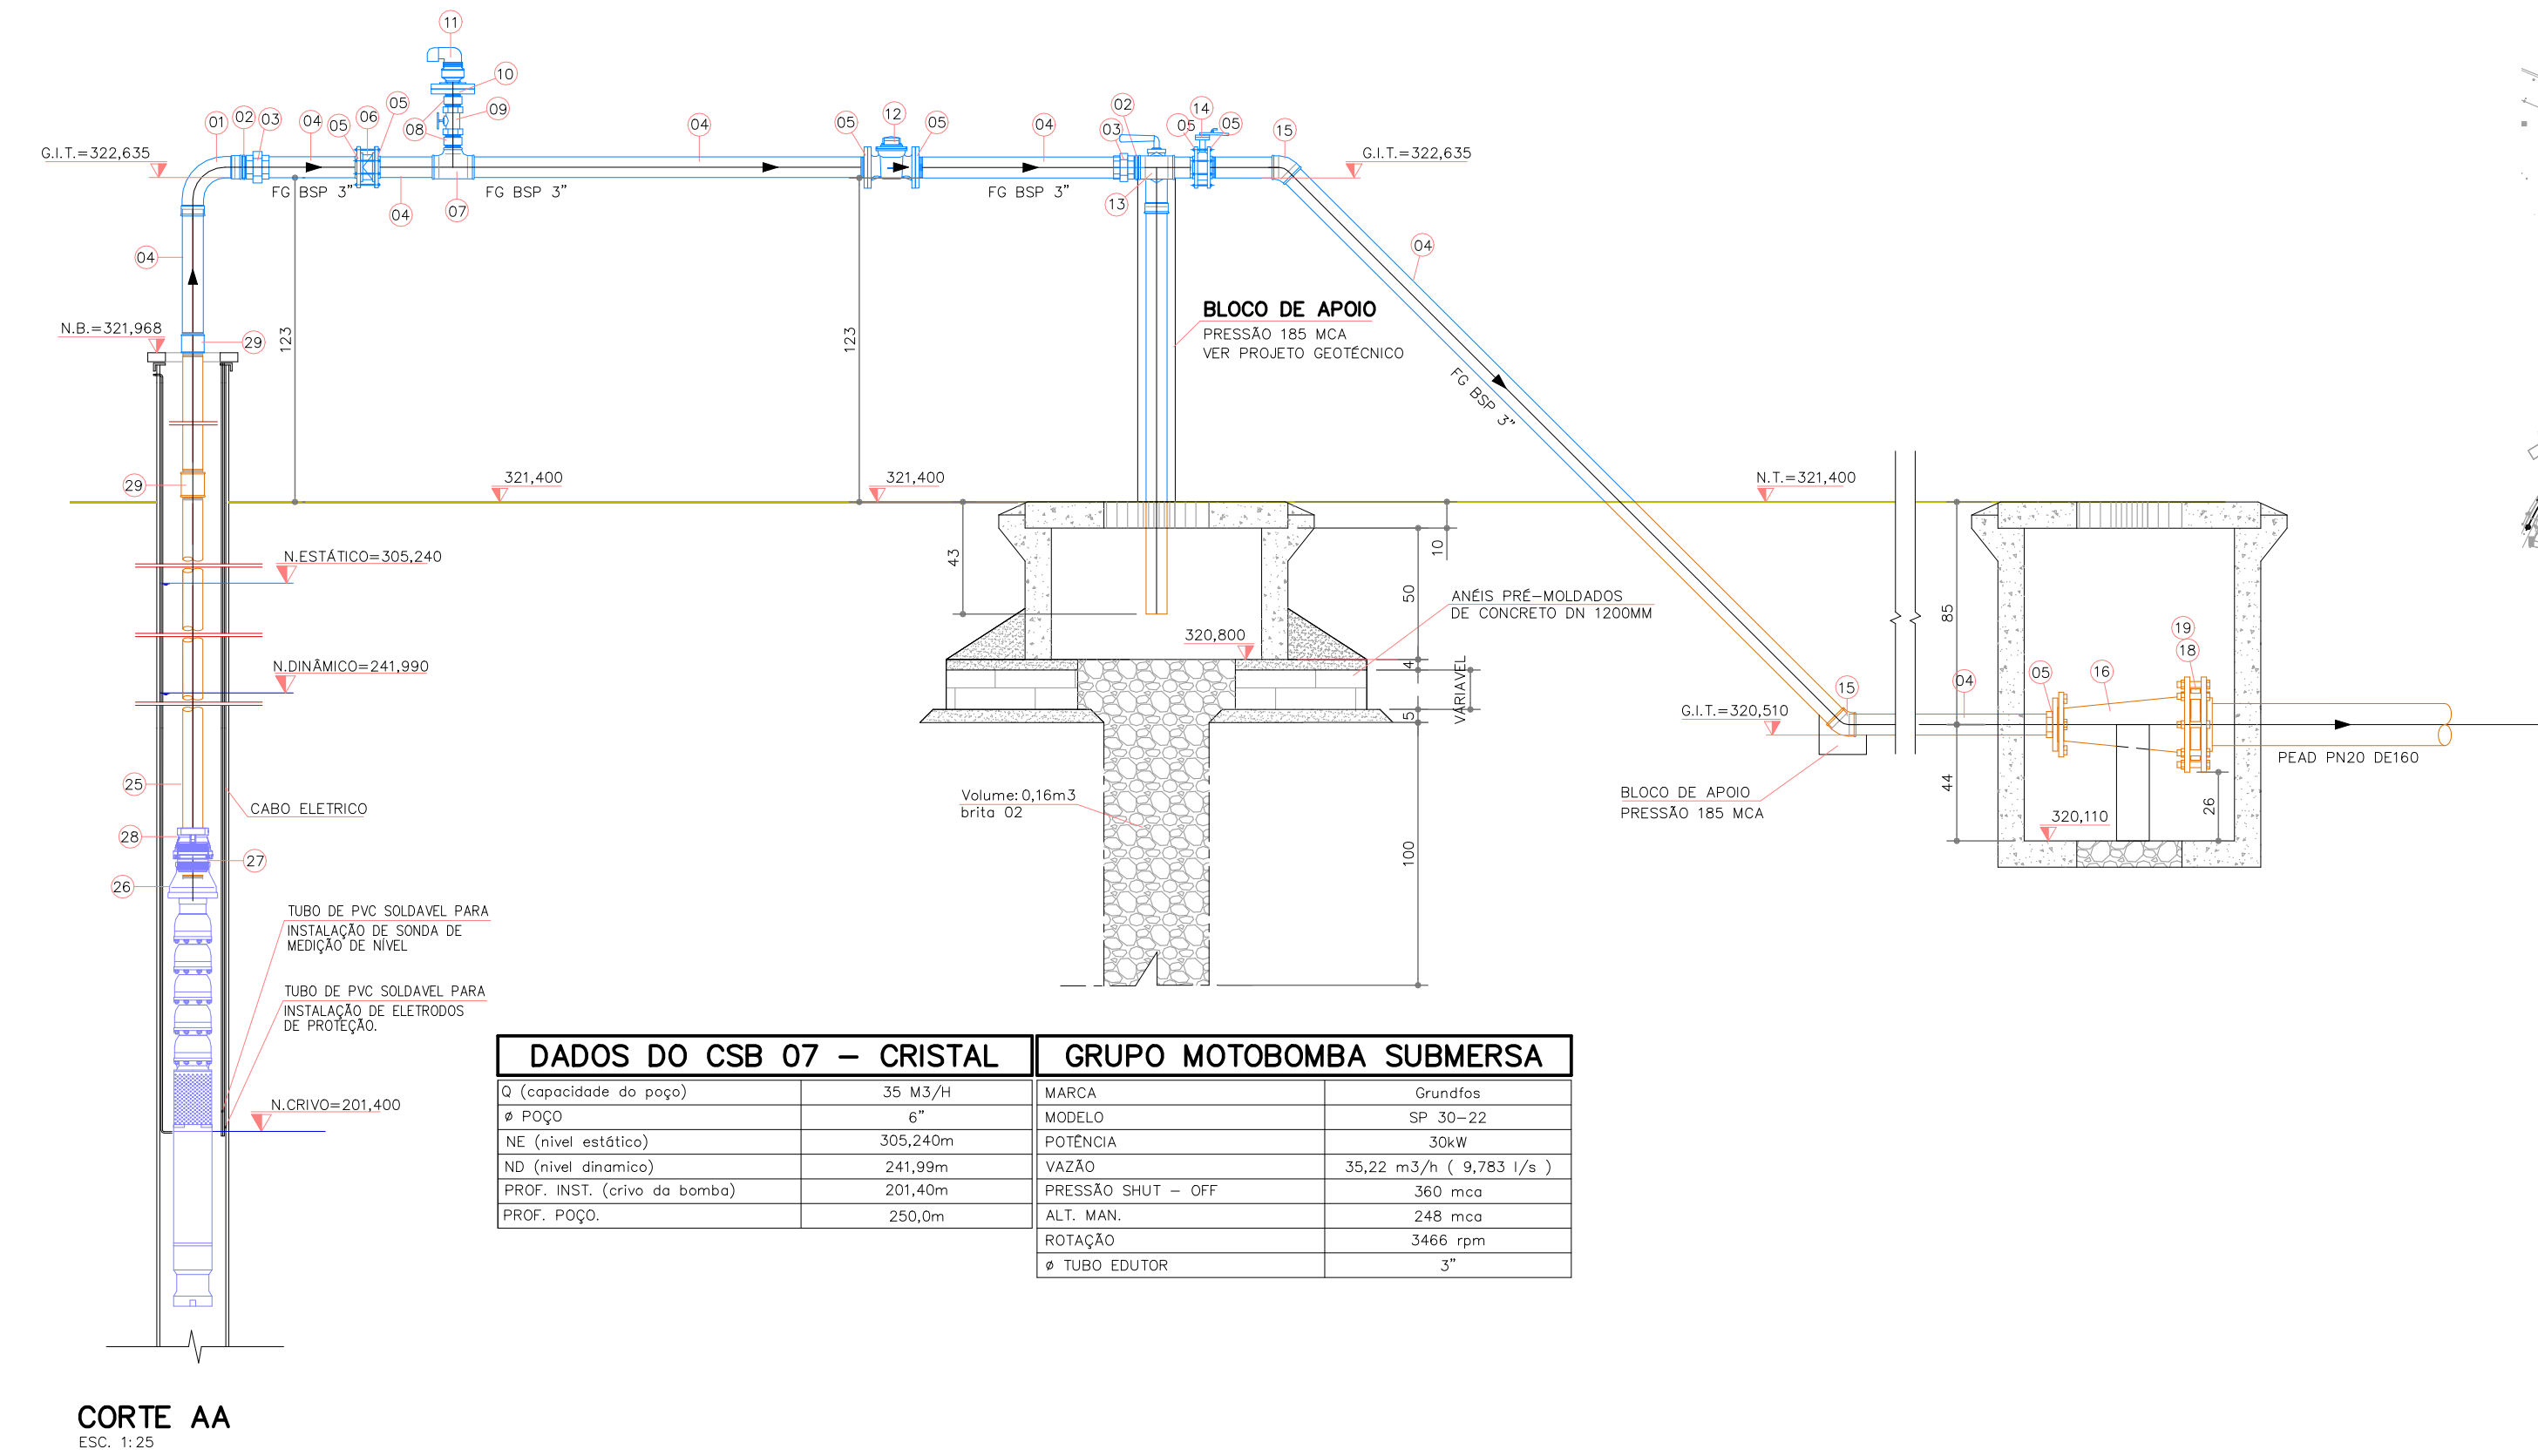 11
10
05
09
08
01
02
03
04
05
06
04
05
12
05
04
02
03
14
05
05
15
G.I.T.=322,635
G.I.T.=322,635
FG BSP 3"
FG BSP 3"
FG BSP 3"
04
07
13
04
04
BLOCO DE APOIO
PRESSÃO 185 MCA
VER PROJETO GEOTÉCNICO
N.B.=321,968
29
123
123
FG BSP 3"
29
321,400
321,400
N.T.=321,400
N.ESTÁTICO=305,240
43
10
50
ANÉIS PRÉ-MOLDADOS
DE CONCRETO DN 1200MM
85
320,800
19
18
N.DINÂMICO=241,990
4
VARIAVEL
5
15
04
05
16
G.I.T.=320,510
PEAD PN20 DE160
25
CABO ELETRICO
Volume: 0,16m3
brita 02
BLOCO DE APOIO
PRESSÃO 185 MCA
44
320,110
26
28
27
26
100
TUBO DE PVC SOLDAVEL PARA
INSTALAÇÃO DE SONDA DE
MEDIÇÃO DE NÍVEL
TUBO DE PVC SOLDAVEL PARA
INSTALAÇÃO DE ELETRODOS
DE PROTEÇÃO.
N.CRIVO=201,400
DADOS DO CSB 07 - CRISTAL
Q (capacidade do poço) 35 M3/H
ø POÇO 6"
NE (nivel estático) 305,240m
ND (nivel dinamico) 241,99m
PROF. INST. (crivo da bomba) 201,40m
PROF. POÇO. 250,0m
GRUPO MOTOBOMBA SUBMERSA
MARCA Grundfos
MODELO SP 30-22
POTÊNCIA 30kW
VAZÃO 35,22 m3/h ( 9,783 l/s )
PRESSÃO SHUT - OFF 360 mca
ALT. MAN. 248 mca
ROTAÇÃO 3466 rpm
ø TUBO EDUTOR 3"
CORTE AA
ESC. 1:25